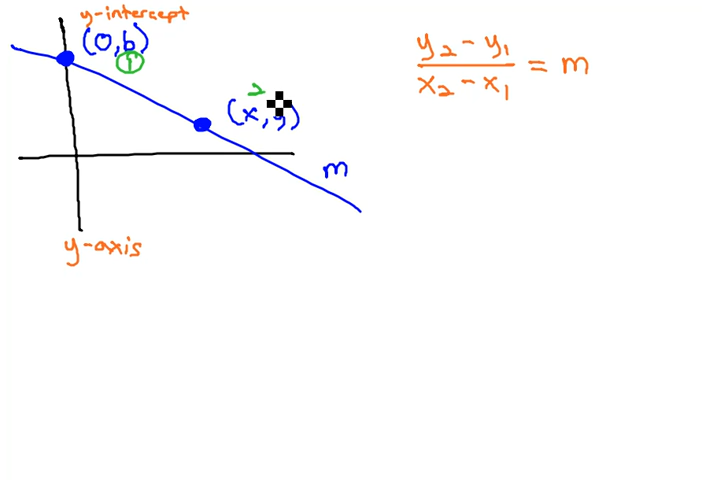 y-intercept
(0,b)
1
2
(x,y)
m
y-axis
y₂ - y₁
x₂ - x₁
= m